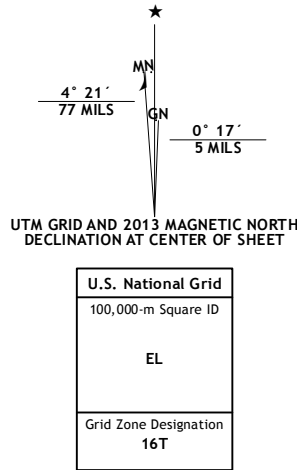 ★
MN
4° 21´
77 MILS
GN
0° 17´
5 MILS
UTM GRID AND 2013 MAGNETIC NORTH
DECLINATION AT CENTER OF SHEET
U.S. National Grid
100,000-m Square ID
EL
Grid Zone Designation
16T